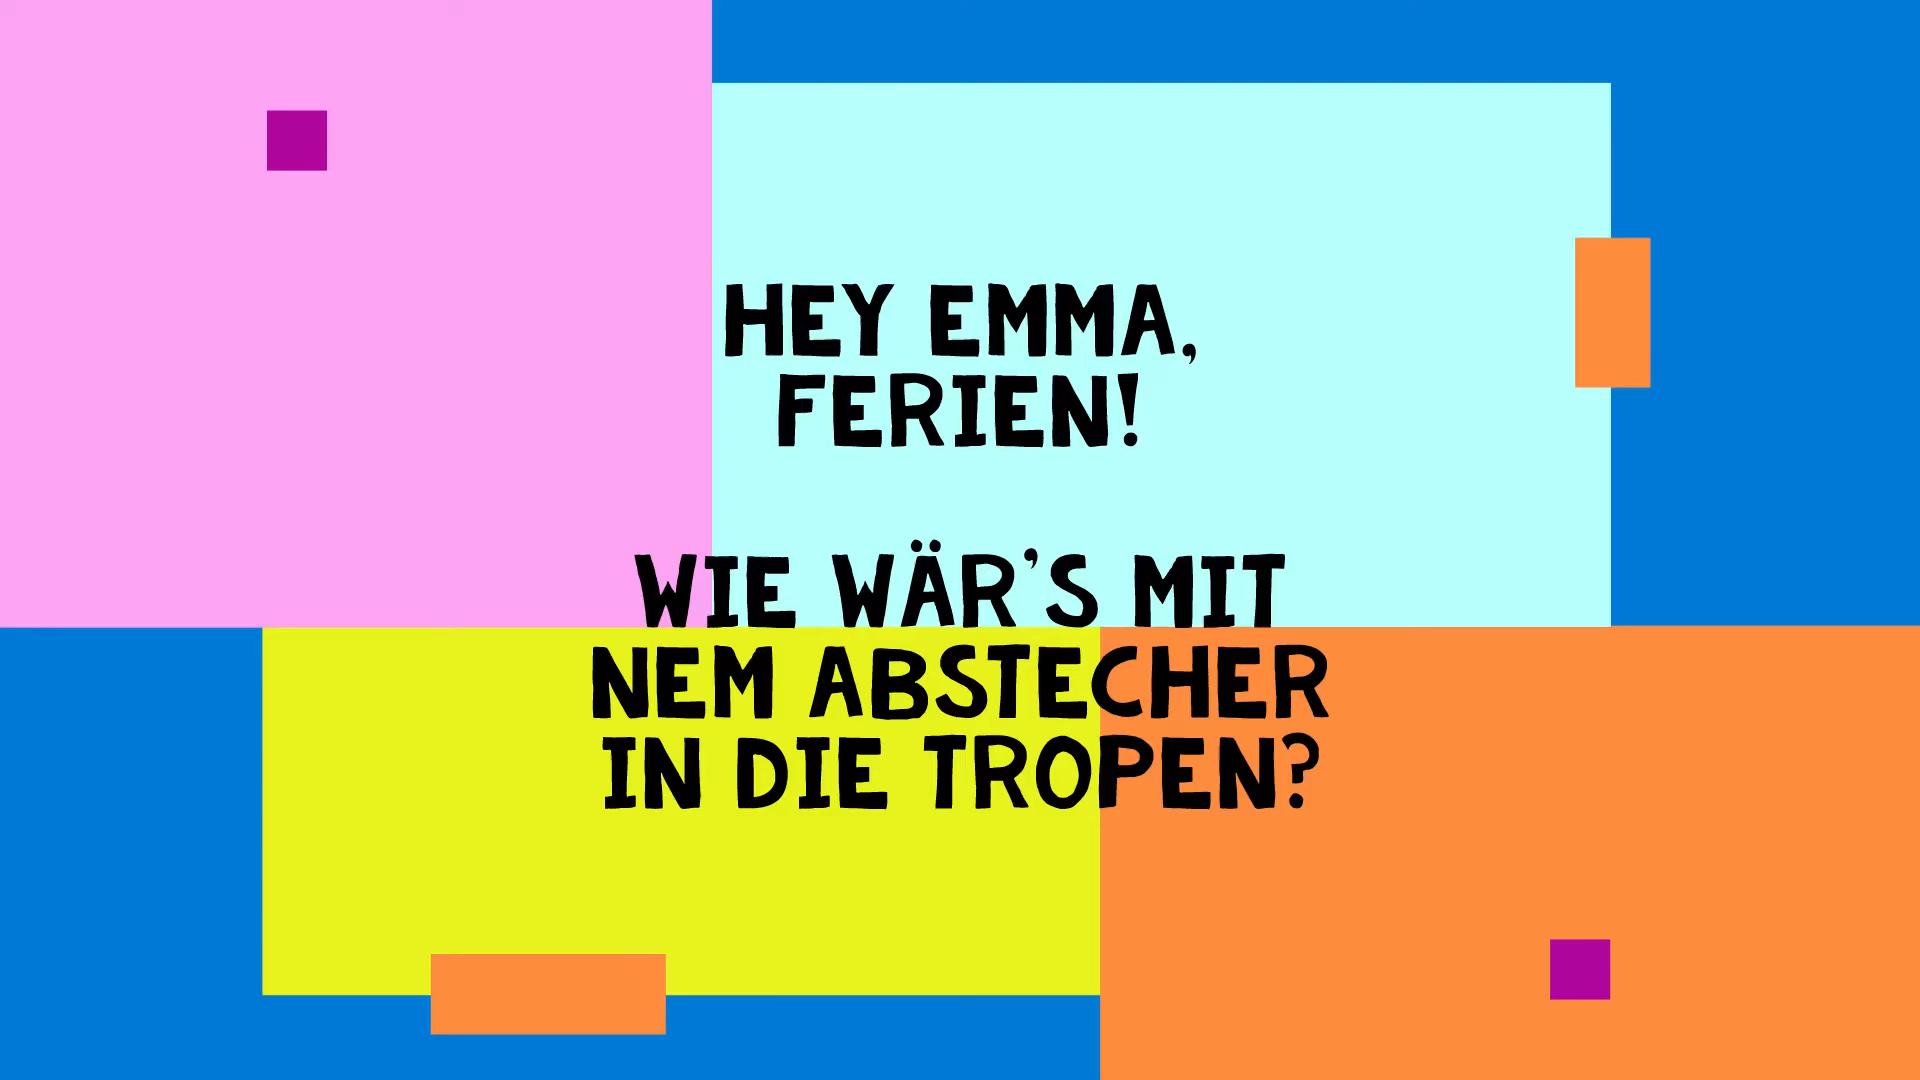 HEY EMMA,
FERIEN!
WIE WÄR'S MIT
NEM ABSTECHER
IN DIE TROPEN?